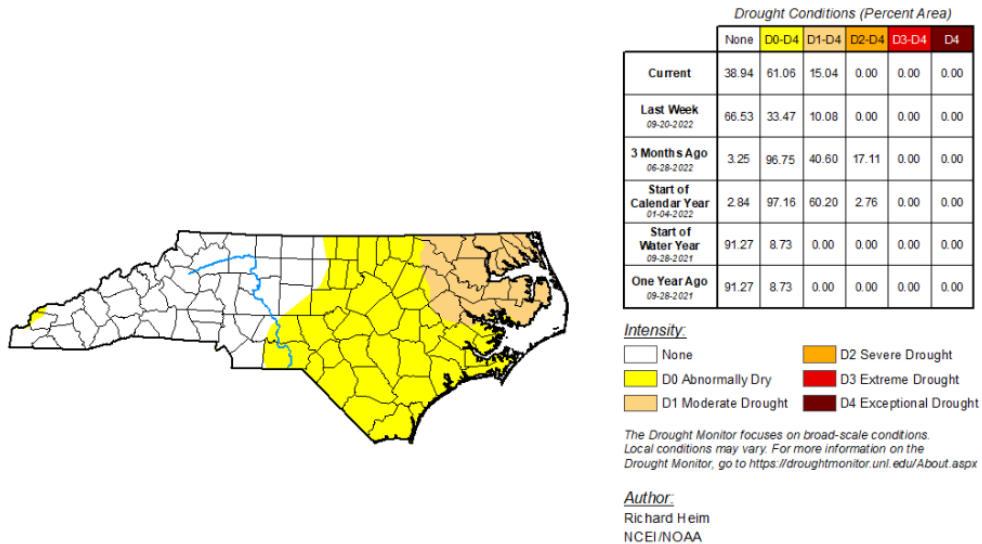 Drought Conditions (Percent Area)
None D0-D4 D1-D4 D2-D4 D3-D4 D4
Current 38.94 61.06 15.04 0.00 0.00 0.00
Last Week
09-20-2022
66.53 33.47 10.08 0.00 0.00 0.00
3 Months Ago
06-28-2022
3.25 96.75 40.60 17.11 0.00 0.00
Start of
Calendar Year
01-04-2022
2.84 97.16 60.20 2.76 0.00 0.00
Start of
Water Year
09-28-2021
91.27 8.73 0.00 0.00 0.00 0.00
One Year Ago
09-28-2021
91.27 8.73 0.00 0.00 0.00 0.00
Intensity:
None
D0 Abnormally Dry
D1 Moderate Drought
D2 Severe Drought
D3 Extreme Drought
D4 Exceptional Drought
The Drought Monitor focuses on broad-scale conditions.
Local conditions may vary. For more information on the
Drought Monitor, go to https://droughtmonitor.unl.edu/About.aspx
Author:
Richard Heim
NCEI/NOAA